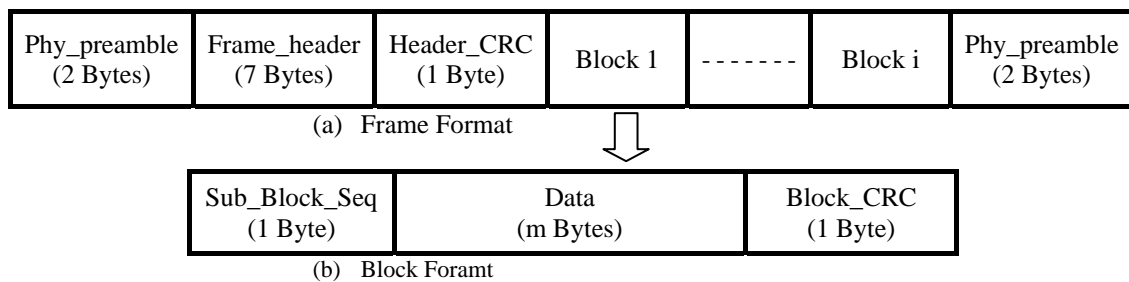 Phy_preamble (2 Bytes)
Frame_header (7 Bytes)
Header_CRC (1 Byte)
Block 1
- - - - - - -
Block i
Phy_preamble (2 Bytes)
(a) Frame Format
Sub_Block_Seq (1 Byte)
Data (m Bytes)
Block_CRC (1 Byte)
(b) Block Foramt